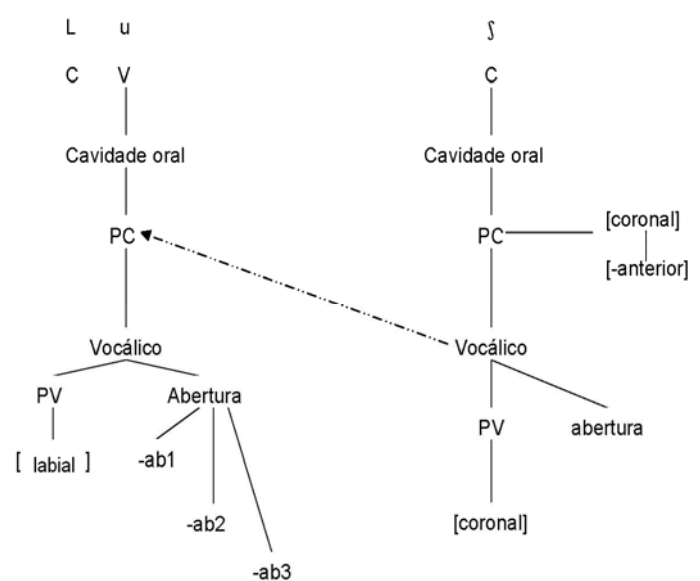 L u ʃ
C V C
Cavidade oral Cavidade oral
PC PC [coronal]
[-anterior]
Vocálico Vocálico
PV Abertura PV abertura
[ labial ] -ab1
-ab2 [coronal]
-ab3